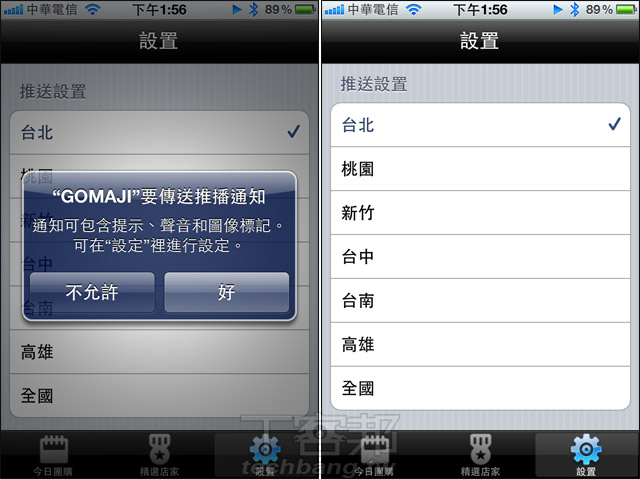 中華電信 下午1:56 89%
設置
推送設置
台北
桃園
新竹
台中
台南
高雄
全國
“GOMAJI”要傳送推播通知
通知可包含提示、聲音和圖像標記。
可在“設定”裡進行設定。
不允許 好
今日團購 精選店家 設置
中華電信 下午1:56 89%
設置
推送設置
台北
桃園
新竹
台中
台南
高雄
全國
今日團購 精選店家 設置
T客邦
techbang.tw